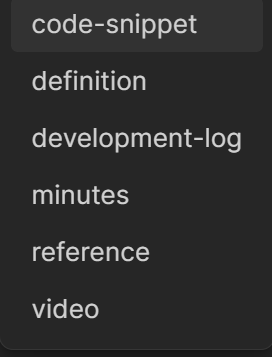 code-snippet
definition
development-log
minutes
reference
video